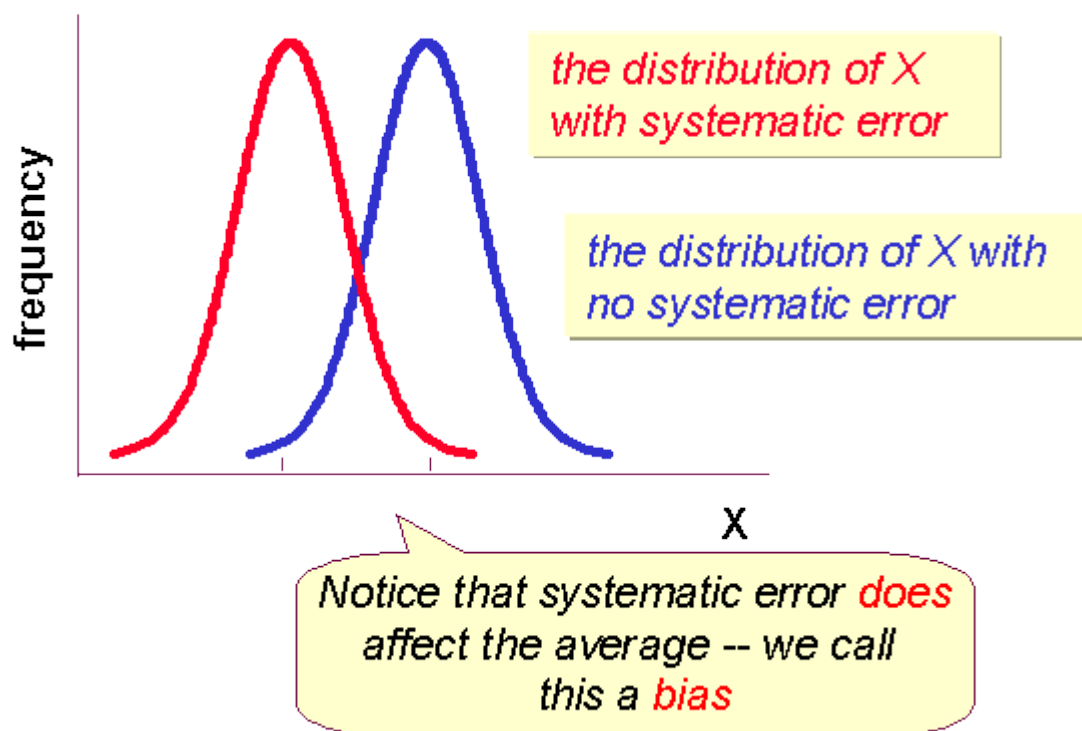 frequency
the distribution of X
with systematic error
the distribution of X with
no systematic error
X
Notice that systematic error does
affect the average -- we call
this a bias